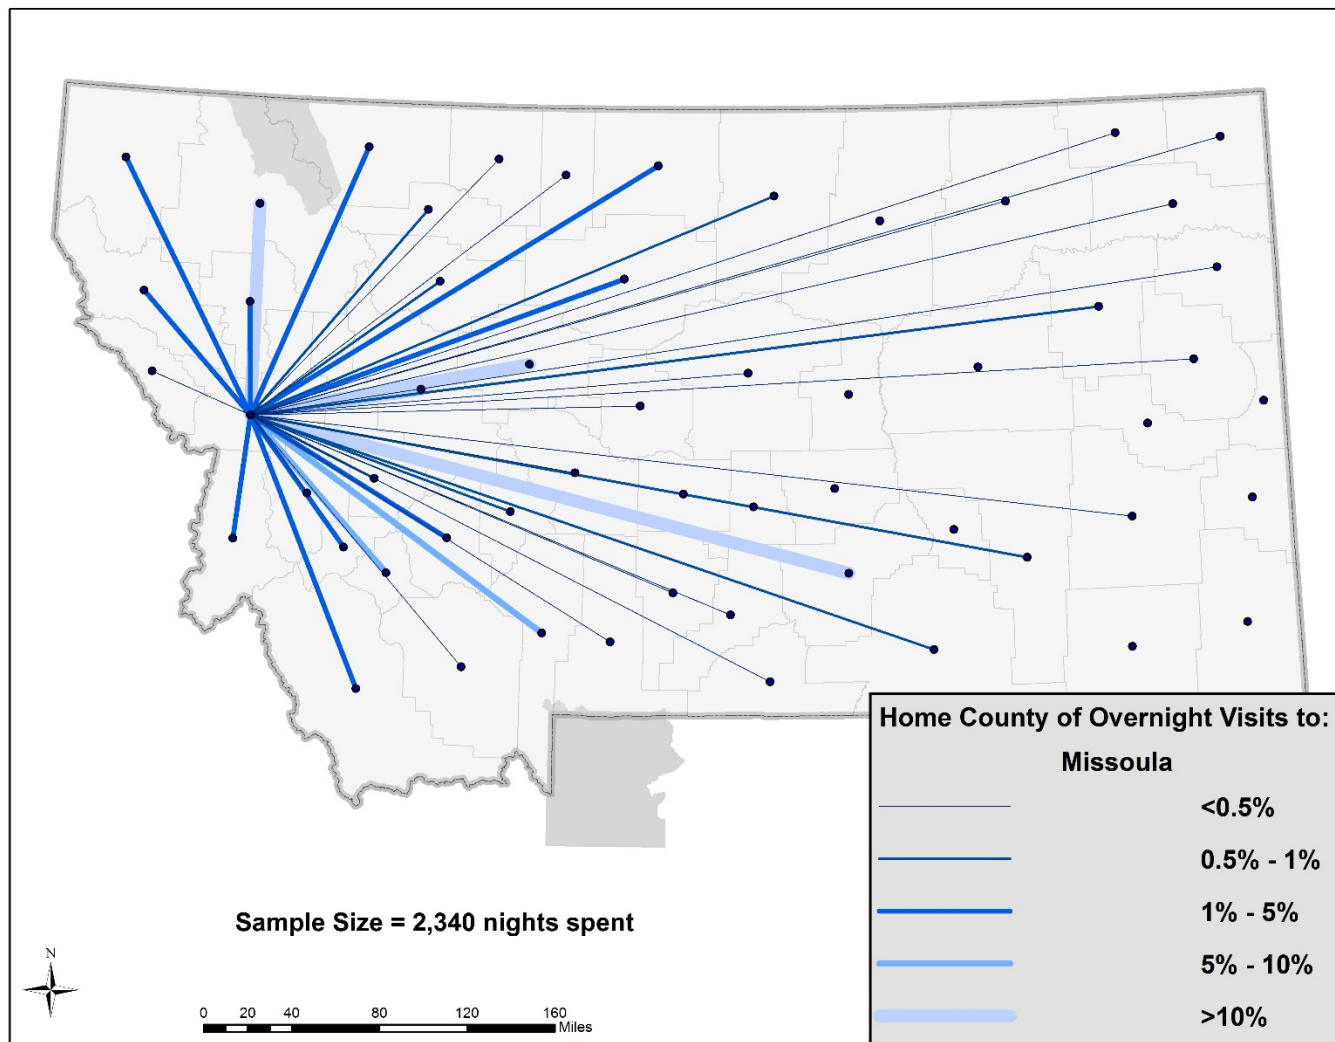 Home County of Overnight Visits to:
Missoula
<0.5%
0.5% - 1%
1% - 5%
5% - 10%
>10%
Sample Size = 2,340 nights spent
N
0 20 40 80 120 160
Miles